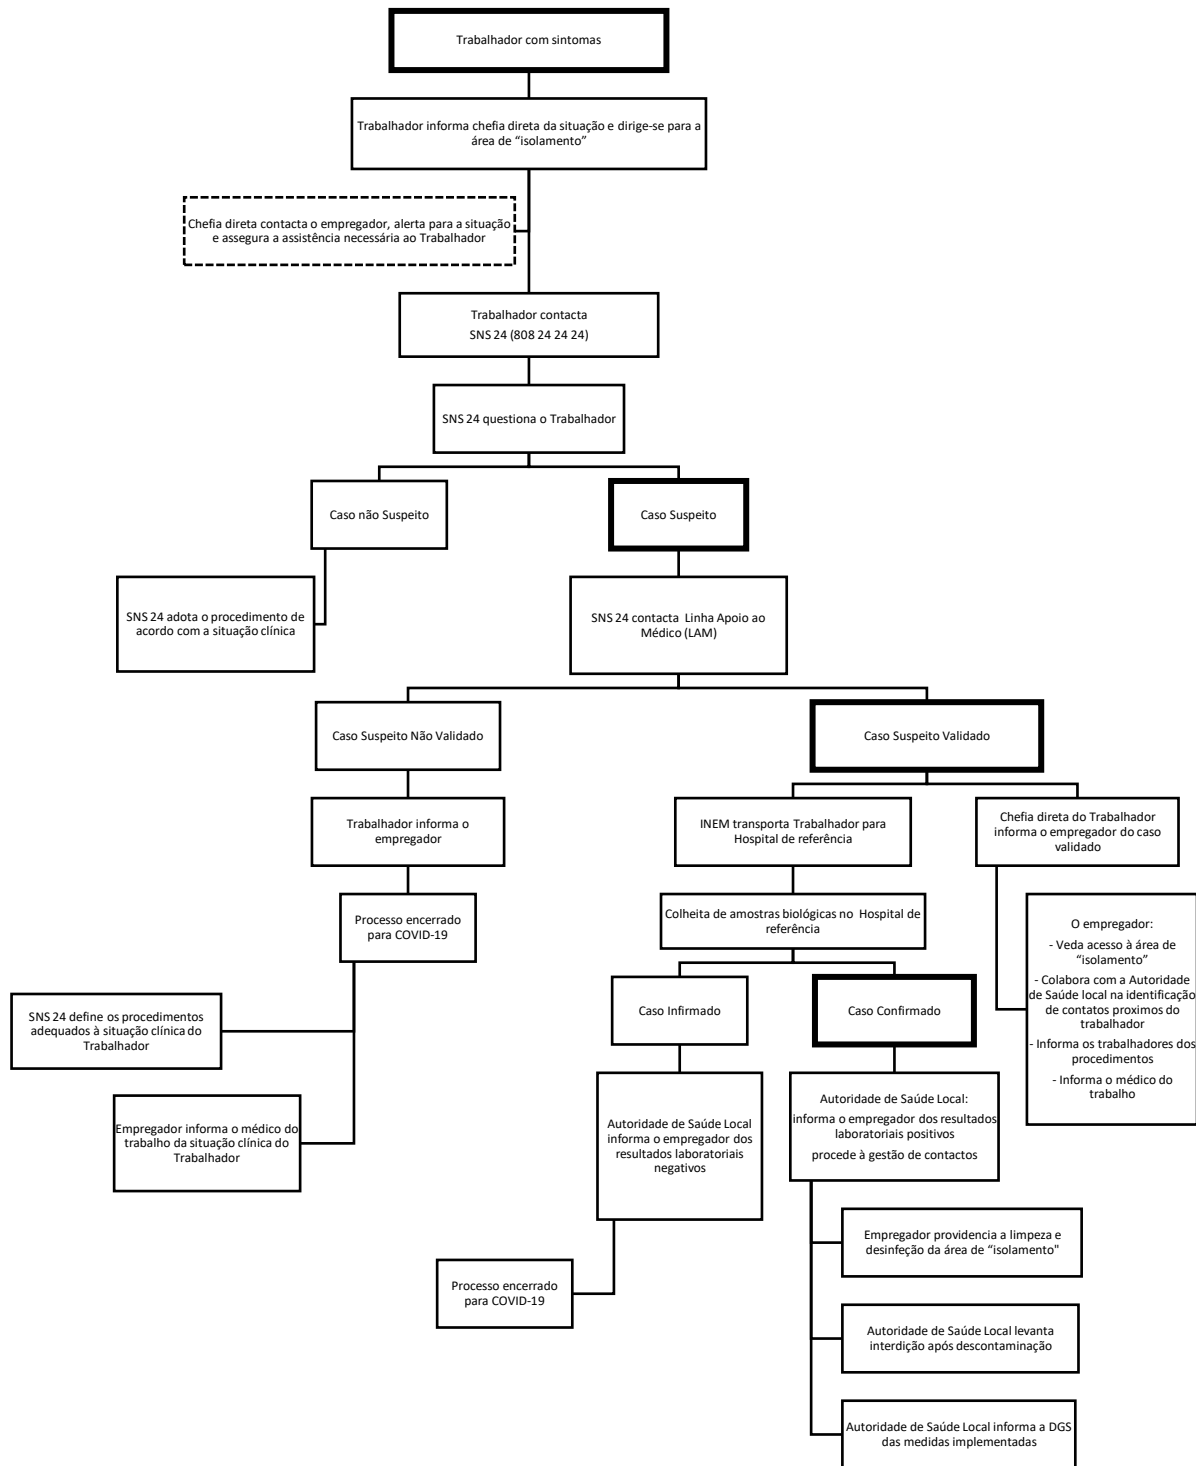 Trabalhador com sintomas
Trabalhador informa chefia direta da situação e dirige-se para a
área de “isolamento”
Chefia direta contacta o empregador, alerta para a situação
e assegura a assistência necessária ao Trabalhador
Trabalhador contacta
SNS 24 (808 24 24 24)
SNS 24 questiona o Trabalhador
Caso não Suspeito
Caso Suspeito
SNS 24 adota o procedimento de
acordo com a situação clínica
SNS 24 contacta Linha Apoio ao
Médico (LAM)
Caso Suspeito Não Validado
Caso Suspeito Validado
Trabalhador informa o
empregador
INEM transporta Trabalhador para
Hospital de referência
Chefia direta do Trabalhador
informa o empregador do caso
validado
Processo encerrado
para COVID-19
Colheita de amostras biológicas no Hospital de
referência
O empregador:
- Veda acesso à área de
“isolamento”
- Colabora com a Autoridade
de Saúde local na identificação
de contatos proximos do
trabalhador
- Informa os trabalhadores dos
procedimentos
- Informa o médico do
trabalho
SNS 24 define os procedimentos
adequados à situação clínica do
Trabalhador
Caso Infirmado
Caso Confirmado
Empregador informa o médico do
trabalho da situação clínica do
Trabalhador
Autoridade de Saúde Local
informa o empregador dos
resultados laboratoriais
negativos
Autoridade de Saúde Local:
informa o empregador dos resultados
laboratoriais positivos
procede à gestão de contactos
Processo encerrado
para COVID-19
Empregador providencia a limpeza e
desinfeção da área de “isolamento"
Autoridade de Saúde Local levanta
interdição após descontaminação
Autoridade de Saúde Local informa a DGS
das medidas implementadas